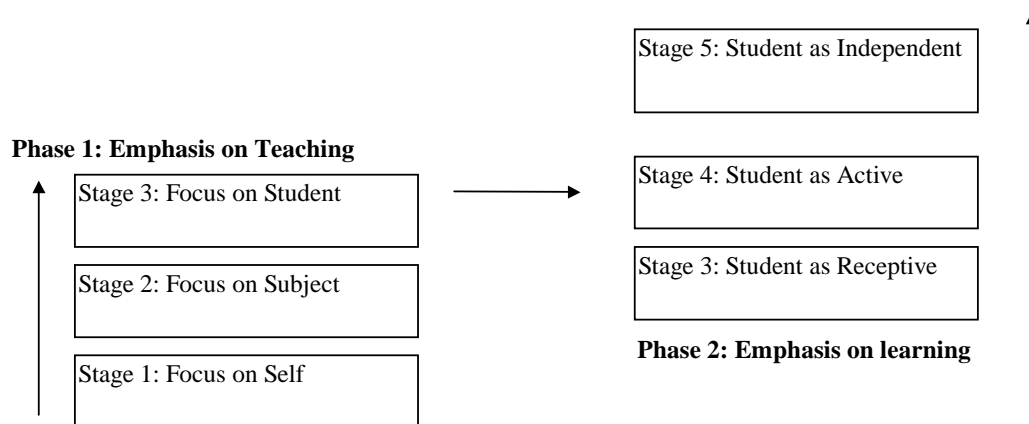 Stage 5: Student as Independent
Phase 1: Emphasis on Teaching
Stage 3: Focus on Student
Stage 2: Focus on Subject
Stage 1: Focus on Self
Stage 4: Student as Active
Stage 3: Student as Receptive
Phase 2: Emphasis on learning